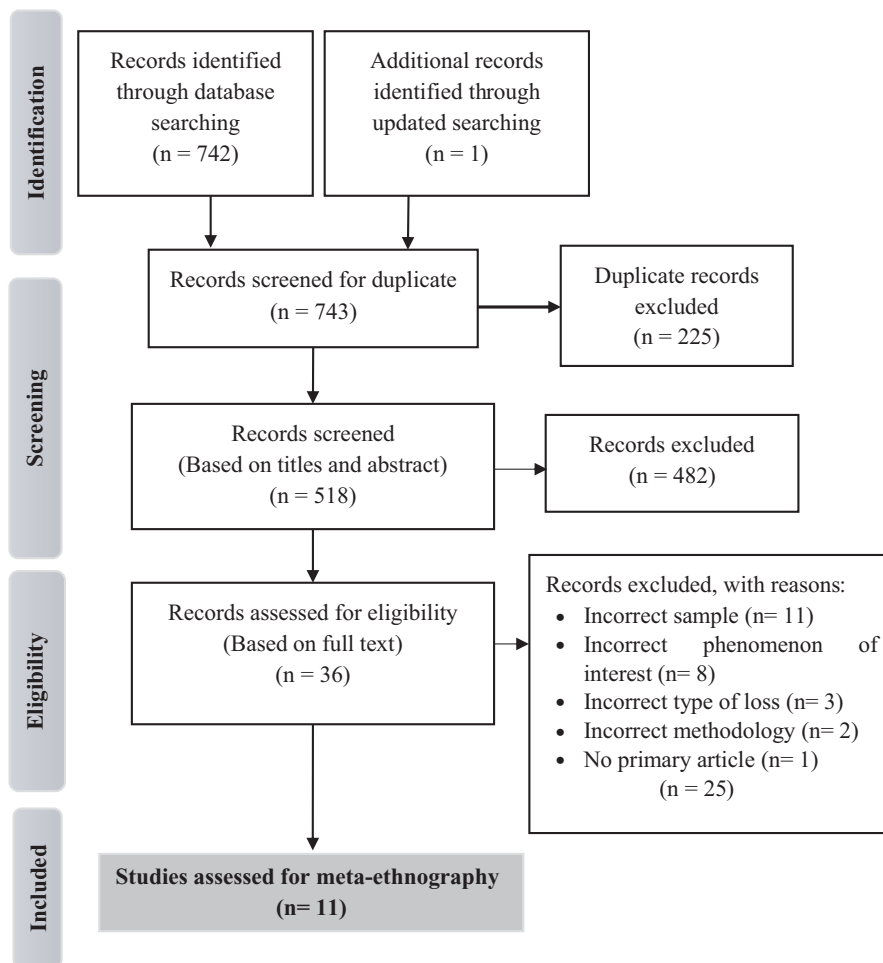 Identification
Records identified
through database
searching
(n = 742)
Additional records
identified through
updated searching
(n = 1)
Screening
Records screened for duplicate
(n = 743)
Duplicate records
excluded
(n = 225)
Records screened
(Based on titles and abstract)
(n = 518)
Records excluded
(n = 482)
Eligibility
Records assessed for eligibility
(Based on full text)
(n = 36)
Records excluded, with reasons:
• Incorrect sample (n= 11)
• Incorrect phenomenon of
interest (n= 8)
• Incorrect type of loss (n= 3)
• Incorrect methodology (n= 2)
• No primary article (n= 1)
(n = 25)
Included
Studies assessed for meta-ethnography
(n= 11)